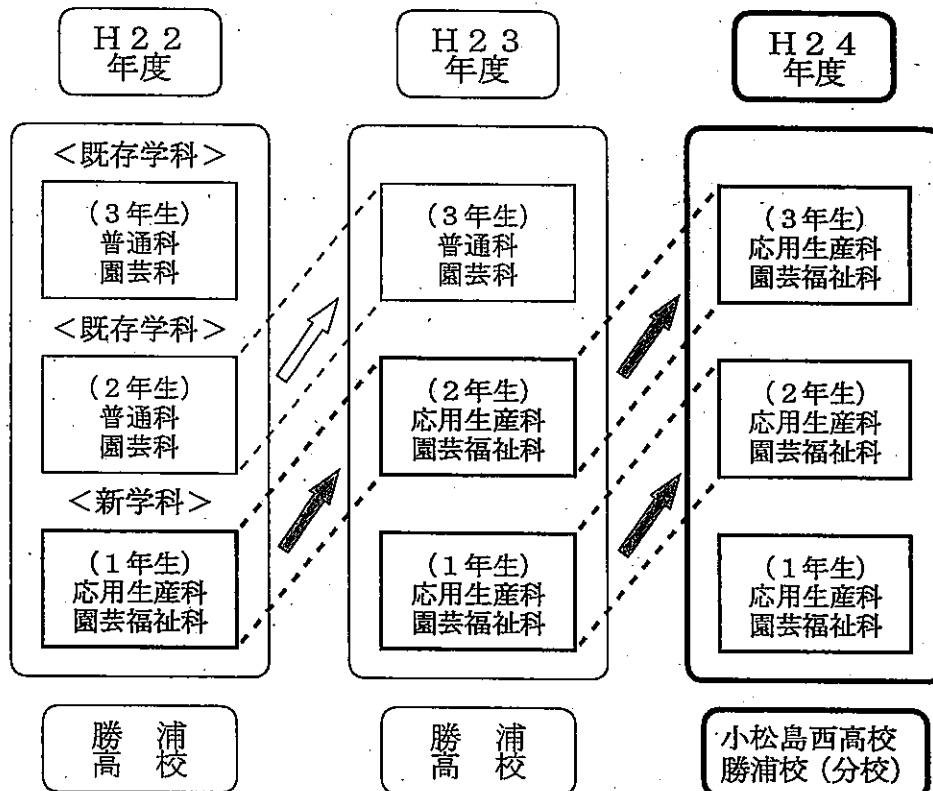 H22
年度
H23
年度
H24
年度
<既存学科>
(3年生)
普通科
園芸科
<既存学科>
(2年生)
普通科
園芸科
<新学科>
(1年生)
応用生産科
園芸福祉科
勝浦
高校
(3年生)
普通科
園芸科
(2年生)
応用生産科
園芸福祉科
(1年生)
応用生産科
園芸福祉科
勝浦
高校
(3年生)
応用生産科
園芸福祉科
(2年生)
応用生産科
園芸福祉科
(1年生)
応用生産科
園芸福祉科
小松島西高校
勝浦校(分校)